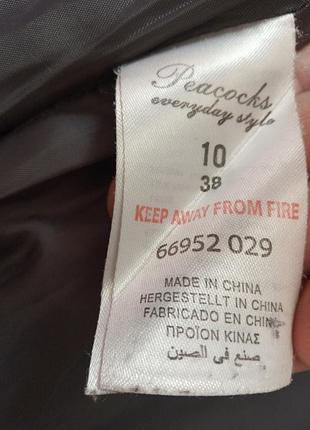 Peacocks
everyday style
10
38
KEEP AWAY FROM FIRE
66952 029
MADE IN CHINA
HERGESTELLT IN CHINA
FABRICADO EN CHINA
ΠΡΟΪΟΝ ΚΙΝΑΣ
صنع في الصين